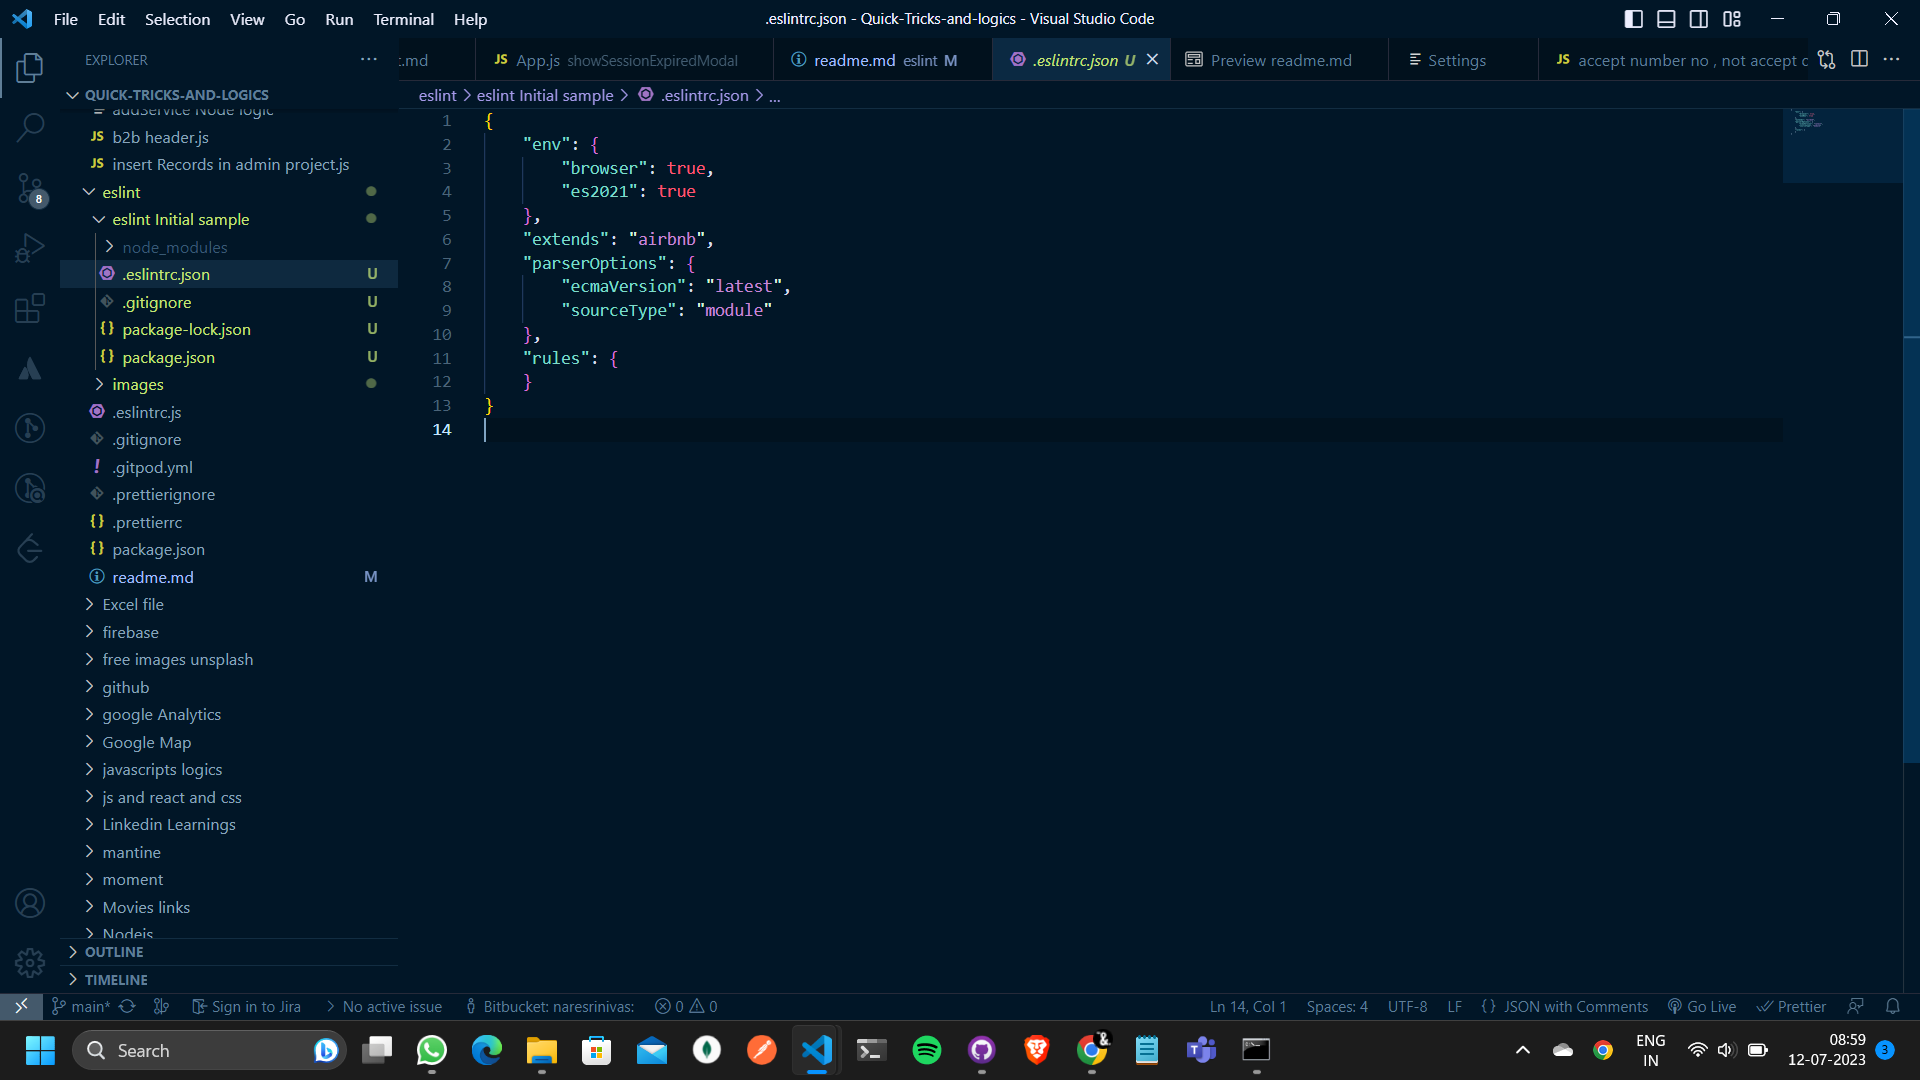 File Edit Selection View Go Run Terminal Help
.eslintrc.json - Quick-Tricks-and-logics - Visual Studio Code
EXPLORER
t.md
JS App.js showSessionExpiredModal
readme.md eslint M
.eslintrc.json U
Preview readme.md
Settings
JS accept number no , not accept c
QUICK-TRICKS-AND-LOGICS
eslint > eslint Initial sample > .eslintrc.json > ...
addService Node logic
JS b2b header.js
JS insert Records in admin project.js
eslint
eslint Initial sample
node_modules
.eslintrc.json U
.gitignore U
{} package-lock.json U
{} package.json U
images
.eslintrc.js
.gitignore
! .gitpod.yml
.prettierignore
{} .prettierrc
{} package.json
readme.md M
Excel file
firebase
free images unsplash
github
google Analytics
Google Map
javascripts logics
js and react and css
Linkedin Learnings
mantine
moment
Movies links
Nodejs
OUTLINE
TIMELINE
8
1 {
2 "env": {
3 "browser": true,
4 "es2021": true
5 },
6 "extends": "airbnb",
7 "parserOptions": {
8 "ecmaVersion": "latest",
9 "sourceType": "module"
10 },
11 "rules": {
12 }
13 }
14
main* Sign in to Jira > No active issue Bitbucket: naresrinivas: 0 0
Ln 14, Col 1 Spaces: 4 UTF-8 LF {} JSON with Comments Go Live Prettier
Search
&
ENG
IN
08:59
12-07-2023
3